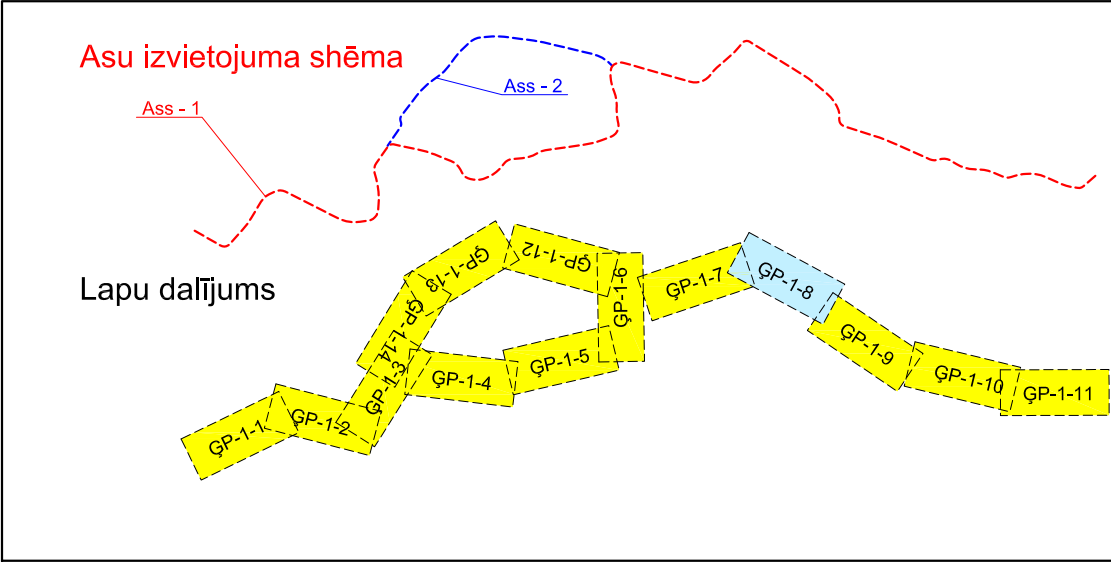 Asu izvietojuma shēma
Ass - 1
Ass - 2
Lapu dalījums
ĢP-1-1
ĢP-1-2
ĢP-1-3
ĢP-1-4
ĢP-1-5
ĢP-1-6
ĢP-1-7
ĢP-1-8
ĢP-1-9
ĢP-1-10
ĢP-1-11
ĢP-1-12
ĢP-1-13
ĢP-1-14